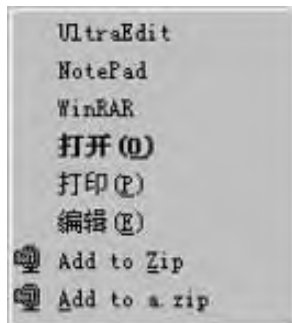 UltraEdit
NotePad
WinRAR
打开(O)
打印(P)
编辑(E)
Add to Zip
Add to a zip